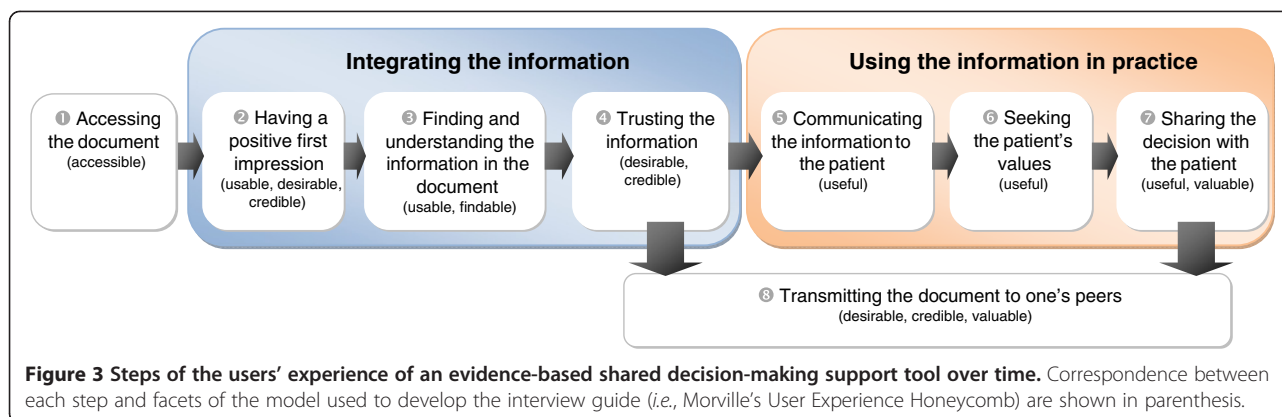 Integrating the information
Using the information in practice
❶ Accessing
the document
(accessible)
❷ Having a
positive first
impression
(usable, desirable,
credible)
❸ Finding and
understanding the
information in the
document
(usable, findable)
❹ Trusting the
information
(desirable,
credible)
❺ Communicating
the information to
the patient
(useful)
❻ Seeking
the patient's
values
(useful)
❼ Sharing the
decision with
the patient
(useful, valuable)
❽ Transmitting the document to one's peers
(desirable, credible, valuable)
Figure 3 Steps of the users' experience of an evidence-based shared decision-making support tool over time. Correspondence between
each step and facets of the model used to develop the interview guide (i.e., Morville's User Experience Honeycomb) are shown in parenthesis.